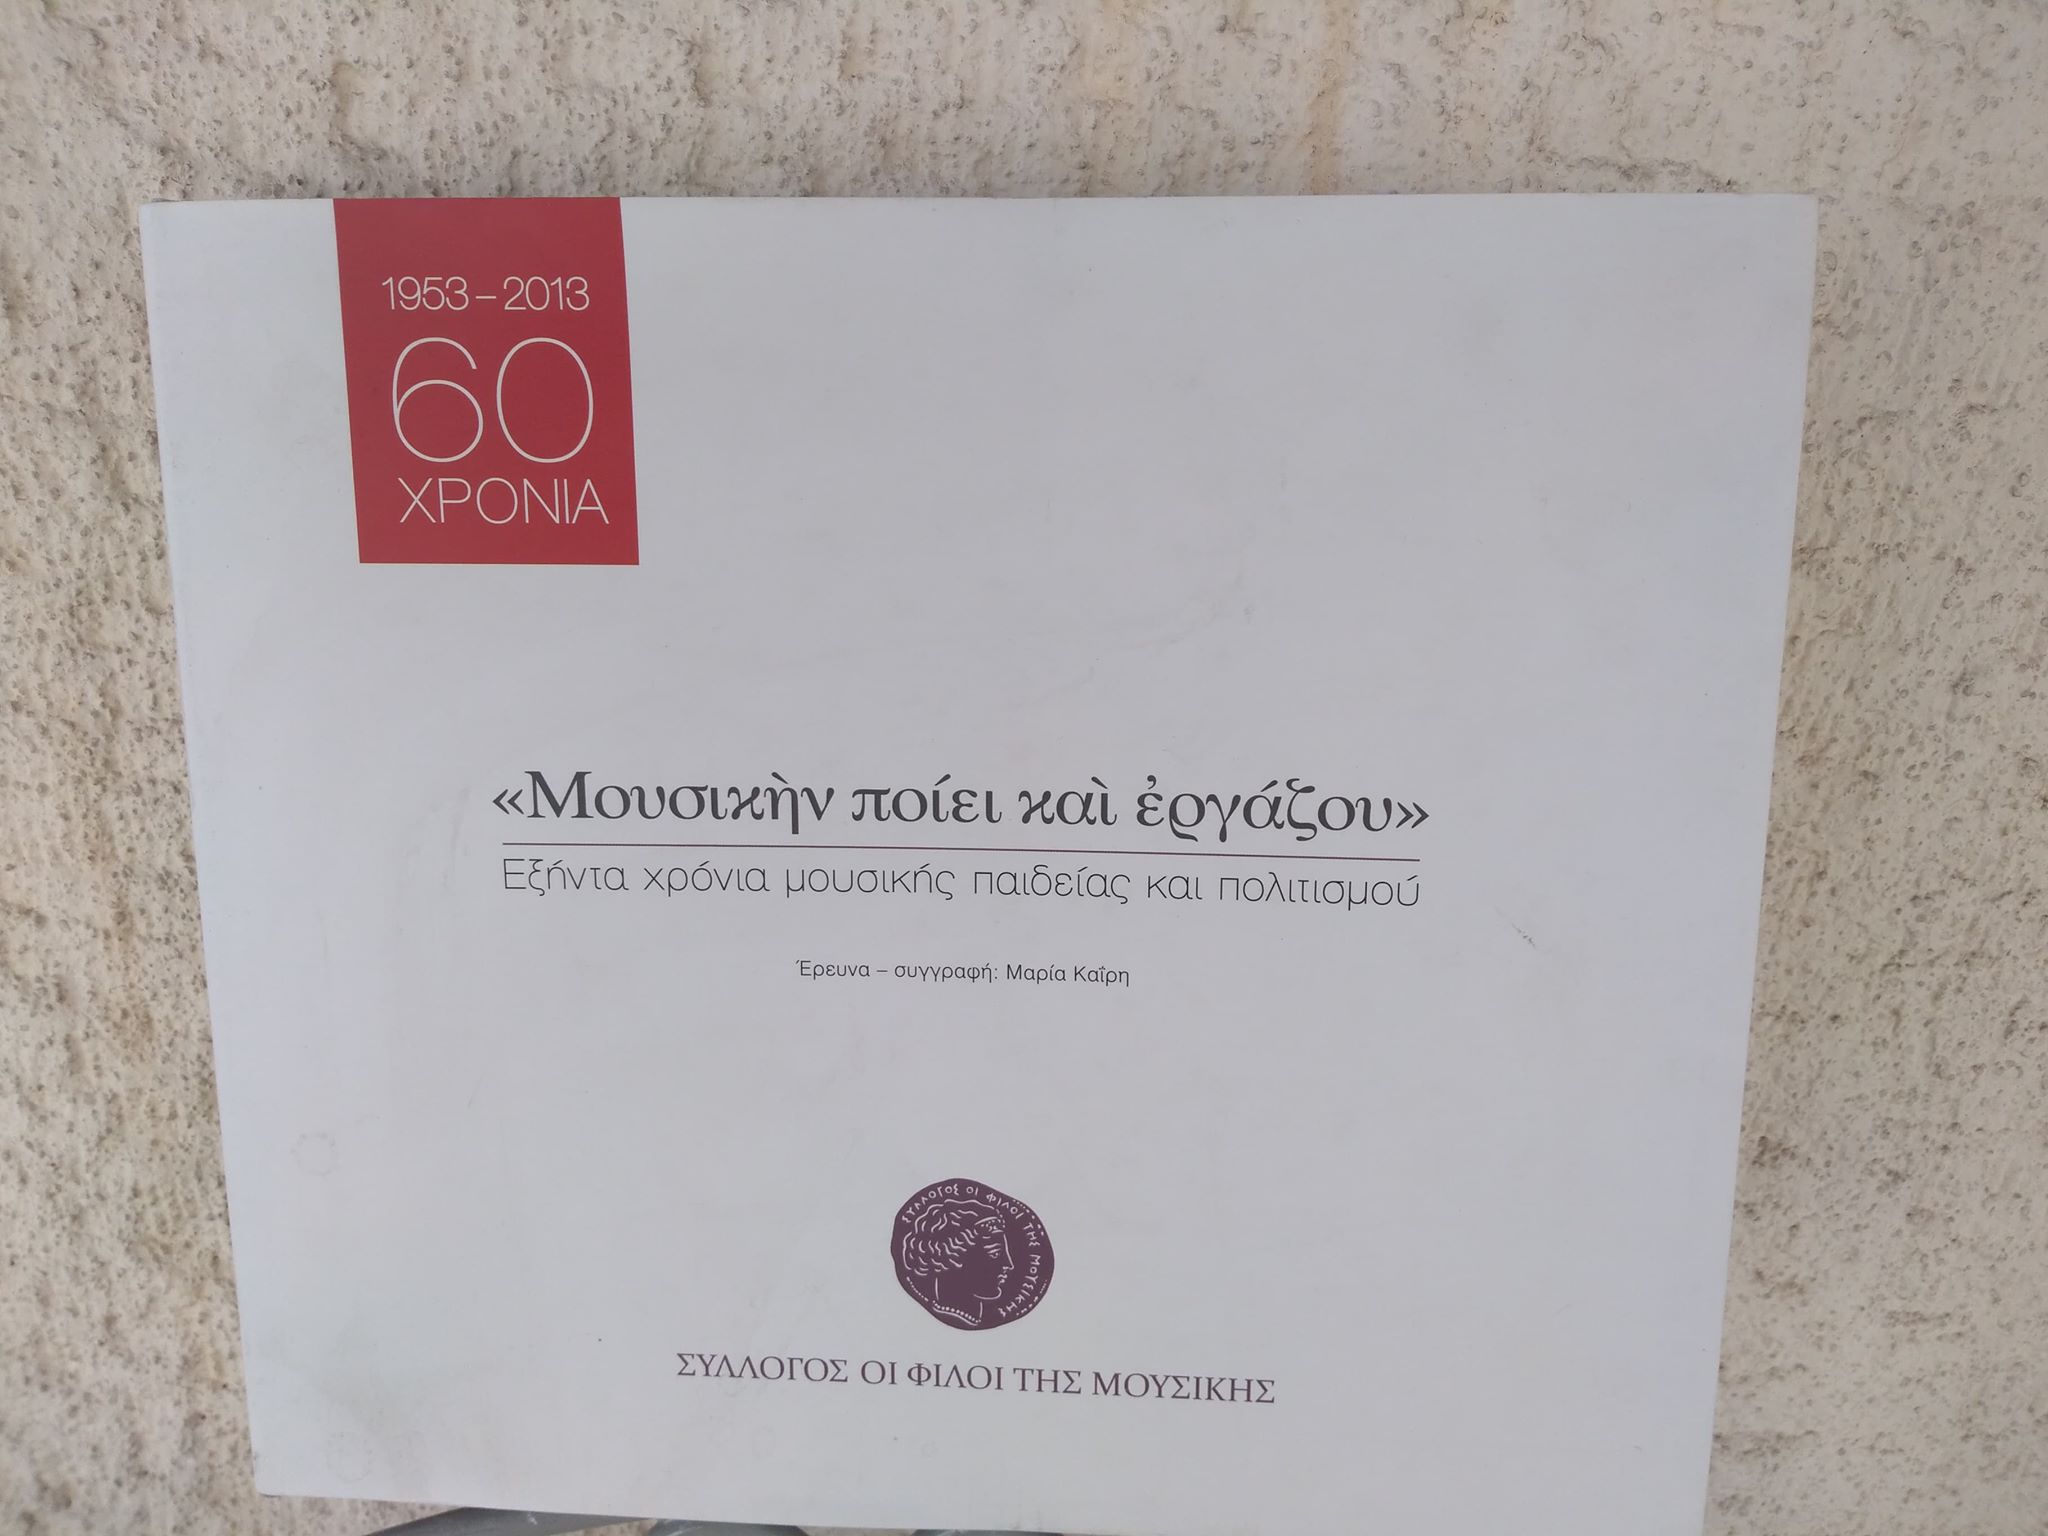 1953 – 2013
60
ΧΡΟΝΙΑ
«Μουσικὴν ποίει καὶ ἐργάζου»
Εξήντα χρόνια μουσικής παιδείας και πολιτισμού
Έρευνα – συγγραφή: Μαρία Καΐρη
ΣΥΛΛΟΓΟΣ ΟΙ ΦΙΛΟΙ ΤΗΣ ΜΟΥΣΙΚΗΣ
ΣΥΛΛΟΓΟΣ ΟΙ ΦΙΛΟΙ ΤΗΣ ΜΟΥΣΙΚΗΣ